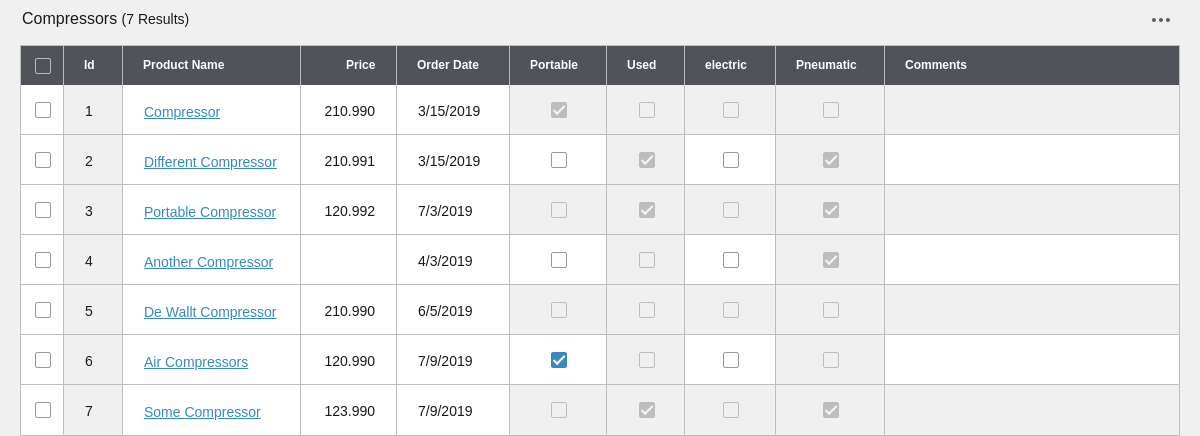 Compressors (7 Results)
Id Product Name Price Order Date Portable Used electric Pneumatic Comments
1 Compressor 210.990 3/15/2019
2 Different Compressor 210.991 3/15/2019
3 Portable Compressor 120.992 7/3/2019
4 Another Compressor 4/3/2019
5 De Wallt Compressor 210.990 6/5/2019
6 Air Compressors 120.990 7/9/2019
7 Some Compressor 123.990 7/9/2019